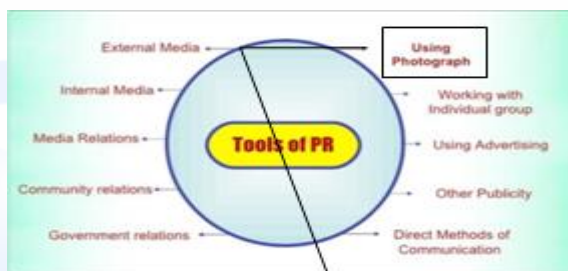 External Media
Internal Media
Media Relations
Community relations
Government relations
Tools of PR
Using
Photograph
Working with
Individual group
Using Advertising
Other Publicity
Direct Methods of
Communication